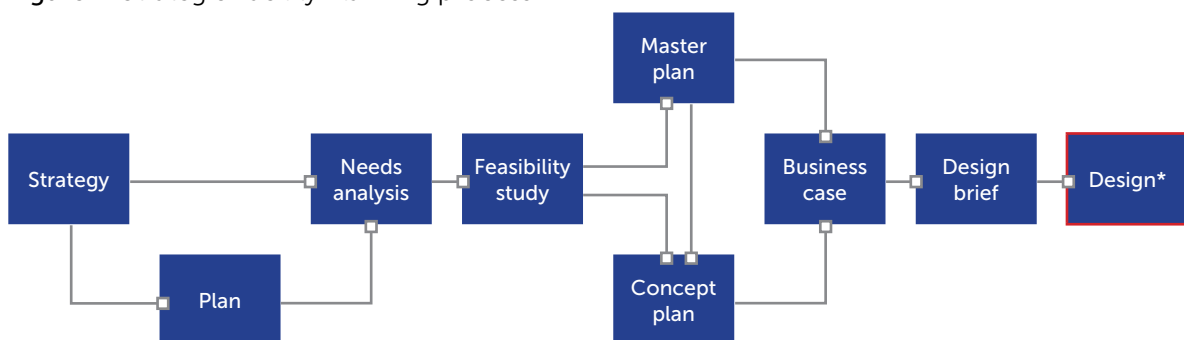 Master
plan
Strategy
Needs
analysis
Feasibility
study
Business
case
Design
brief
Design*
Plan
Concept
plan